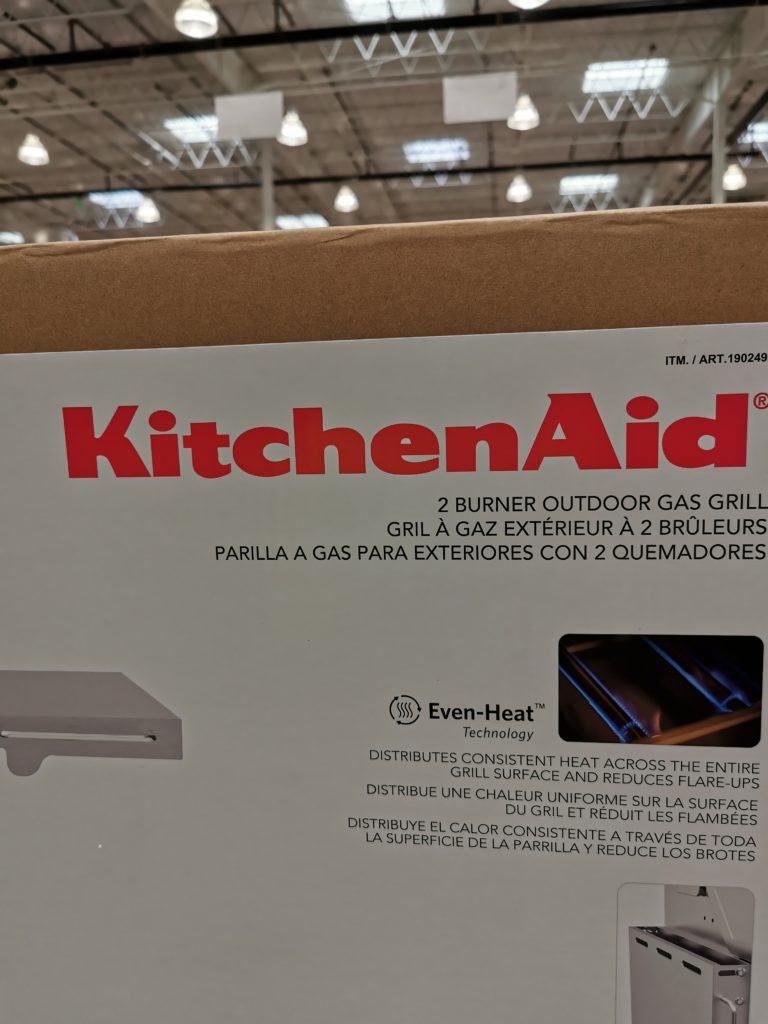 ITM. / ART.190249
KitchenAid®
2 BURNER OUTDOOR GAS GRILL
GRIL À GAZ EXTÉRIEUR À 2 BRÛLEURS
PARILLA A GAS PARA EXTERIORES CON 2 QUEMADORES
Even-Heat™
Technology
DISTRIBUTES CONSISTENT HEAT ACROSS THE ENTIRE
GRILL SURFACE AND REDUCES FLARE-UPS
DISTRIBUE UNE CHALEUR UNIFORME SUR LA SURFACE
DU GRIL ET RÉDUIT LES FLAMBÉES
DISTRIBUYE EL CALOR CONSISTENTE A TRAVÉS DE TODA
LA SUPERFICIE DE LA PARRILLA Y REDUCE LOS BROTES